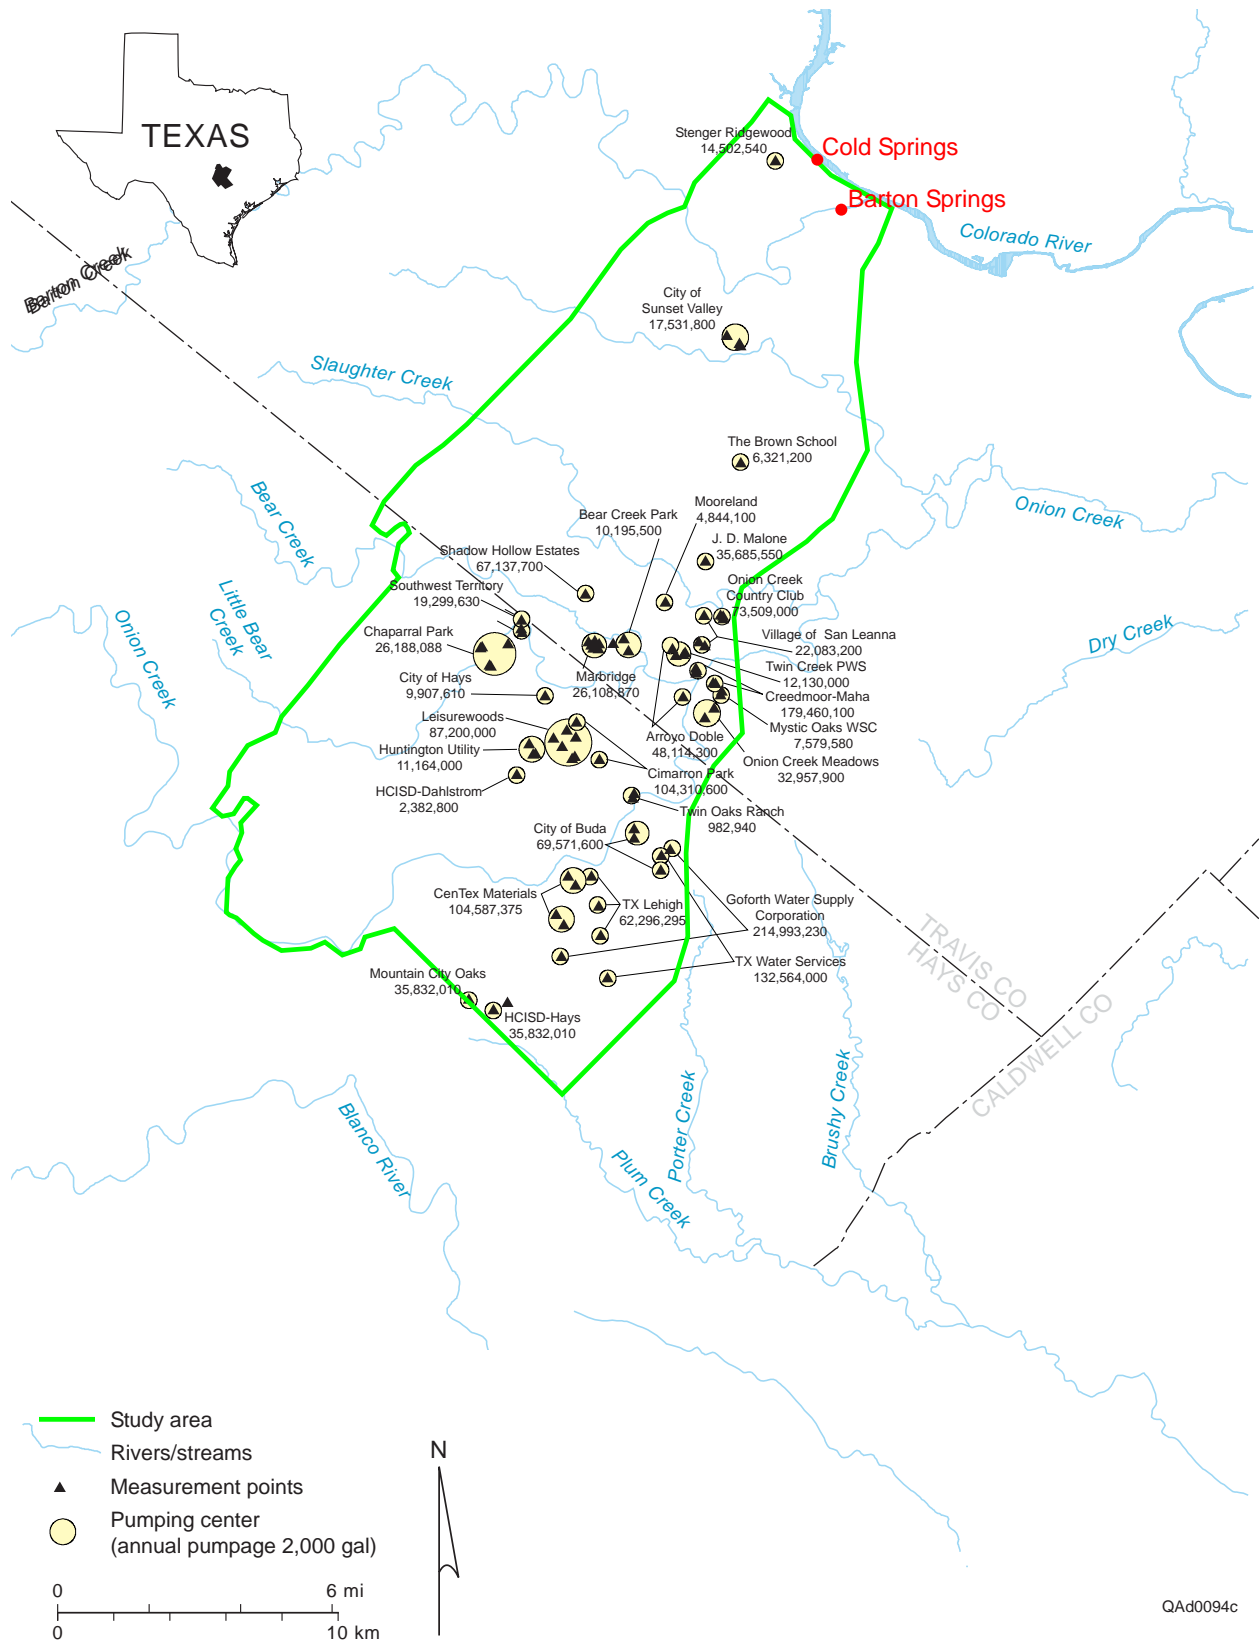 TEXAS
Stenger Ridgewood
14,502,540
Cold Springs
Barton Springs
Colorado River
Barton Creek
Barton Creek
City of
Sunset Valley
17,531,800
Slaughter Creek
The Brown School
6,321,200
Bear Creek
Mooreland
4,844,100
Onion Creek
Bear Creek Park
10,195,500
J. D. Malone
35,685,550
Shadow Hollow Estates
67,137,700
Onion Creek
Country Club
73,509,000
Southwest Territory
19,299,630
Little Bear
Creek
Onion Creek
Chaparral Park
26,188,088
Village of San Leanna
22,083,200
Dry Creek
Twin Creek PWS
12,130,000
City of Hays
9,907,610
Marbridge
26,108,870
Creedmoor-Maha
179,460,100
Leisurewoods
87,200,000
Mystic Oaks WSC
7,579,580
Arroyo Doble
48,114,300
Huntington Utility
11,164,000
Onion Creek Meadows
32,957,900
Cimarron Park
104,310,600
HCISD-Dahlstrom
2,382,800
Twin Oaks Ranch
982,940
City of Buda
69,571,600
CenTex Materials
104,587,375
TX Lehigh
62,296,295
Goforth Water Supply
Corporation
214,993,230
TX Water Services
132,564,000
TRAVIS CO
HAYS CO
Mountain City Oaks
35,832,010
HCISD-Hays
35,832,010
CALDWELL CO
Blanco River
Plum Creek
Porter Creek
Brushy Creek
Study area
Rivers/streams
Measurement points
Pumping center
(annual pumpage 2,000 gal)
N
0 6 mi
0 10 km
QAd0094c